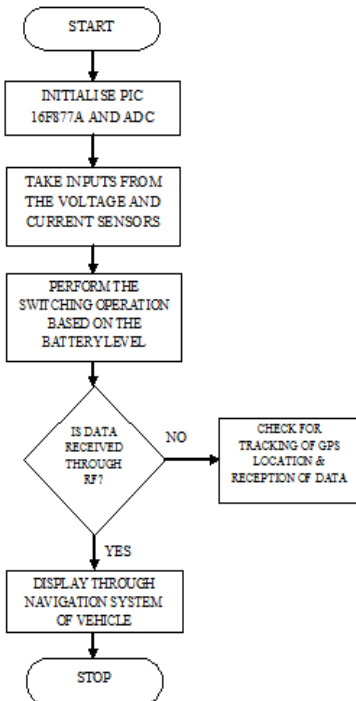 START
INITIALISE PIC
16F877A AND ADC
TAKE INPUTS FROM
THE VOLTAGE AND
CURRENT SENSORS
PERFORM THE
SWITCHING OPERATION
BASED ON THE
BATTERY LEVEL
IS DATA
RECEIVED
THROUGH
RF?
NO
CHECK FOR
TRACKING OF GPS
LOCATION &
RECEPTION OF DATA
YES
DISPLAY THROUGH
NAVIGATION SYSTEM
OF VEHICLE
STOP